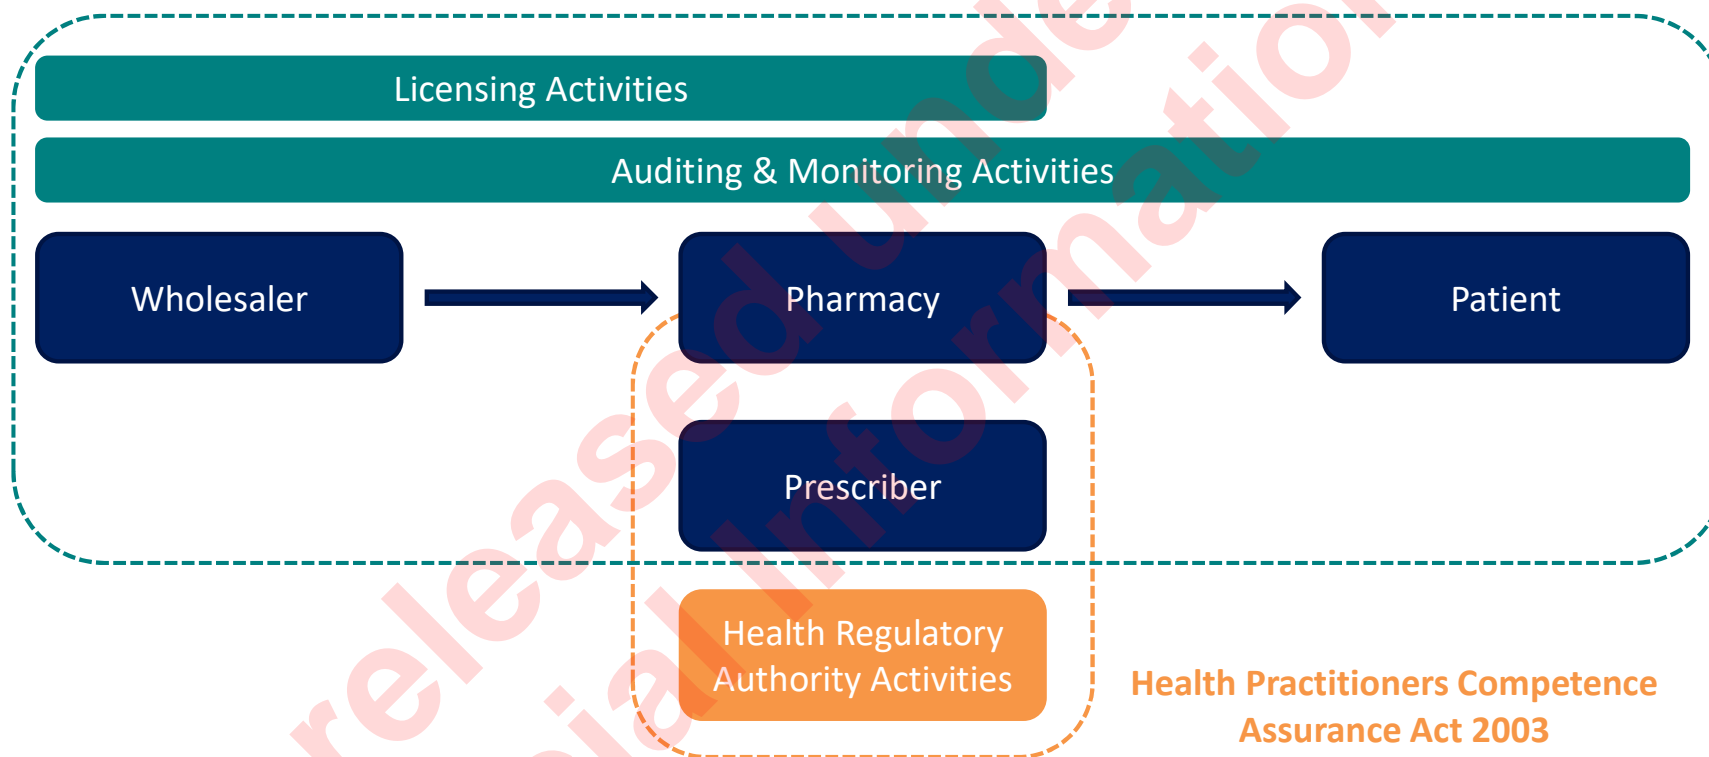 Licensing Activities
Auditing & Monitoring Activities
Wholesaler
Pharmacy
Patient
Prescriber
Health Regulatory
Authority Activities
Health Practitioners Competence
Assurance Act 2003
released unde
Information